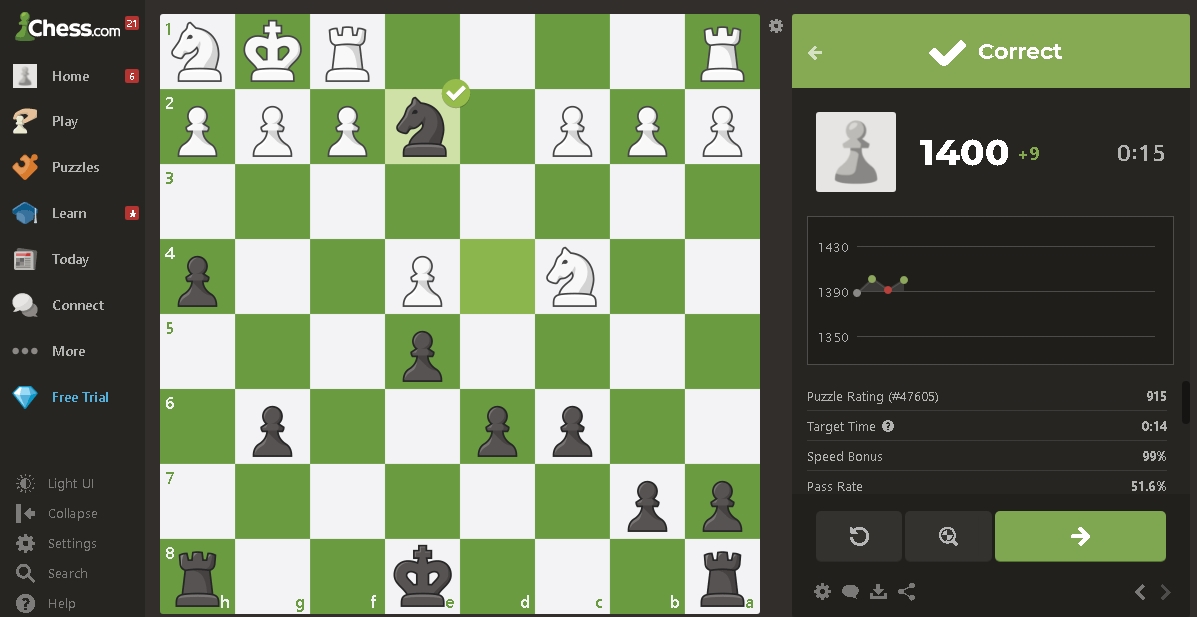 Chess.com 21
Home 6
Play
Puzzles
Learn
Today
Connect
More
Free Trial
Light UI
Collapse
Settings
Search
Help
1
2
3
4
5
6
7
8
h g f e d c b a
Correct
1400 +9 0:15
1430
1390
1350
Puzzle Rating (#47605) 915
Target Time ? 0:14
Speed Bonus 99%
Pass Rate 51.6%